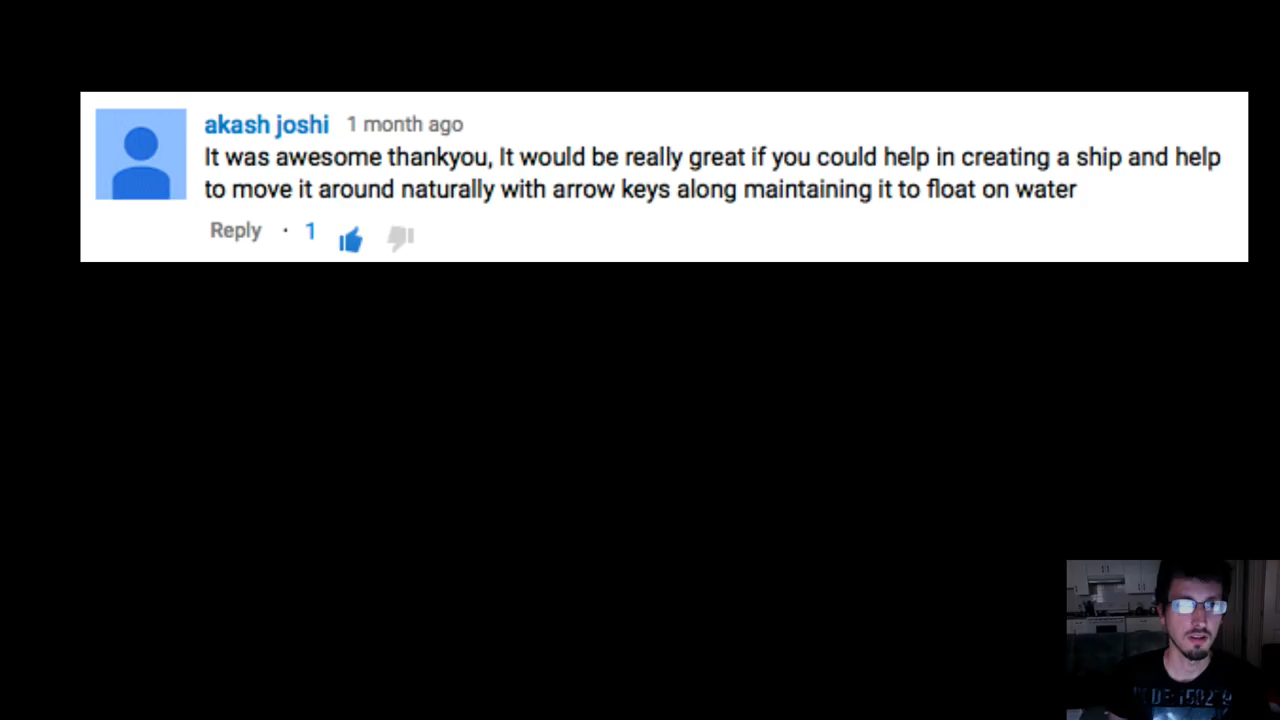 akash joshi 1 month ago
It was awesome thankyou, It would be really great if you could help in creating a ship and help
to move it around naturally with arrow keys along maintaining it to float on water
Reply · 1